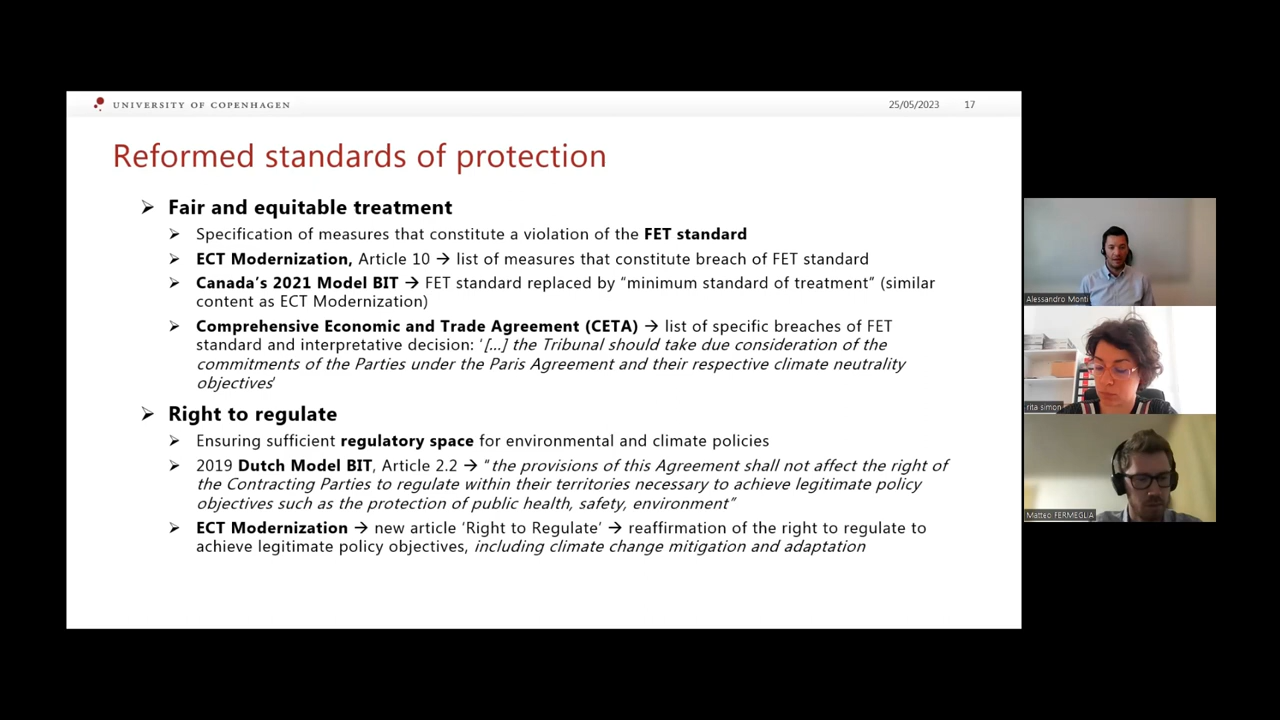 UNIVERSITY OF COPENHAGEN
25/05/2023 17
Reformed standards of protection
➢ Fair and equitable treatment
➢ Specification of measures that constitute a violation of the FET standard
➢ ECT Modernization, Article 10 → list of measures that constitute breach of FET standard
➢ Canada's 2021 Model BIT → FET standard replaced by “minimum standard of treatment” (similar
content as ECT Modernization)
➢ Comprehensive Economic and Trade Agreement (CETA) → list of specific breaches of FET
standard and interpretative decision: '[…] the Tribunal should take due consideration of the
commitments of the Parties under the Paris Agreement and their respective climate neutrality
objectives'
➢ Right to regulate
➢ Ensuring sufficient regulatory space for environmental and climate policies
➢ 2019 Dutch Model BIT, Article 2.2 → “the provisions of this Agreement shall not affect the right of
the Contracting Parties to regulate within their territories necessary to achieve legitimate policy
objectives such as the protection of public health, safety, environment”
➢ ECT Modernization → new article ‘Right to Regulate’ → reaffirmation of the right to regulate to
achieve legitimate policy objectives, including climate change mitigation and adaptation
Alessandro Monti
rita simon
Matteo FERMEGLIA